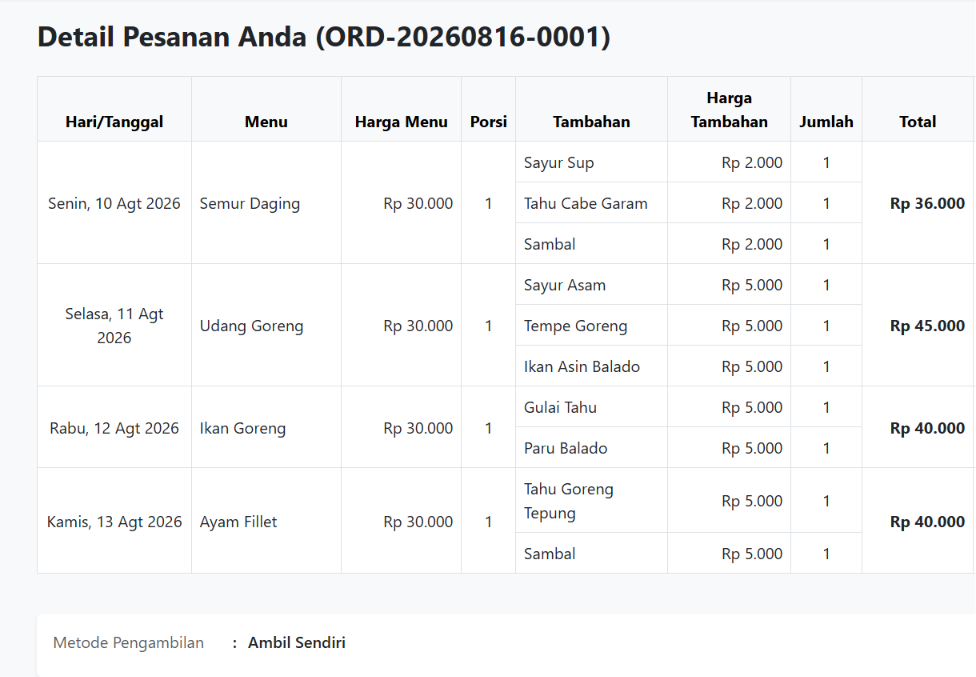 Detail Pesanan Anda (ORD-20260816-0001)
Hari/Tanggal Menu Harga Menu Porsi Tambahan Harga Tambahan Jumlah Total
Senin, 10 Agt 2026 Semur Daging Rp 30.000 1 Sayur Sup Rp 2.000 1 Rp 36.000
Tahu Cabe Garam Rp 2.000 1
Sambal Rp 2.000 1
Selasa, 11 Agt 2026 Udang Goreng Rp 30.000 1 Sayur Asam Rp 5.000 1 Rp 45.000
Tempe Goreng Rp 5.000 1
Ikan Asin Balado Rp 5.000 1
Rabu, 12 Agt 2026 Ikan Goreng Rp 30.000 1 Gulai Tahu Rp 5.000 1 Rp 40.000
Paru Balado Rp 5.000 1
Kamis, 13 Agt 2026 Ayam Fillet Rp 30.000 1 Tahu Goreng Tepung Rp 5.000 1 Rp 40.000
Sambal Rp 5.000 1
Metode Pengambilan : Ambil Sendiri